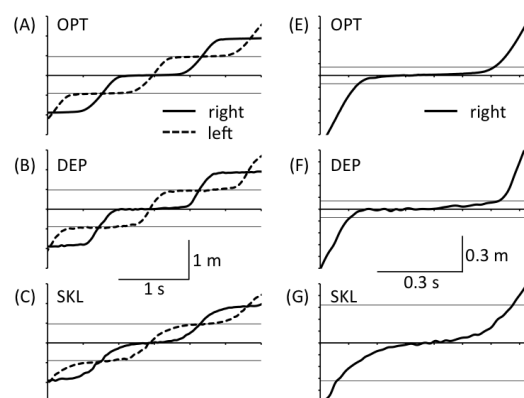 (A) OPT
right
left
(B) DEP
1 m
1 s
(C) SKL
(E) OPT
right
(F) DEP
0.3 m
0.3 s
(G) SKL